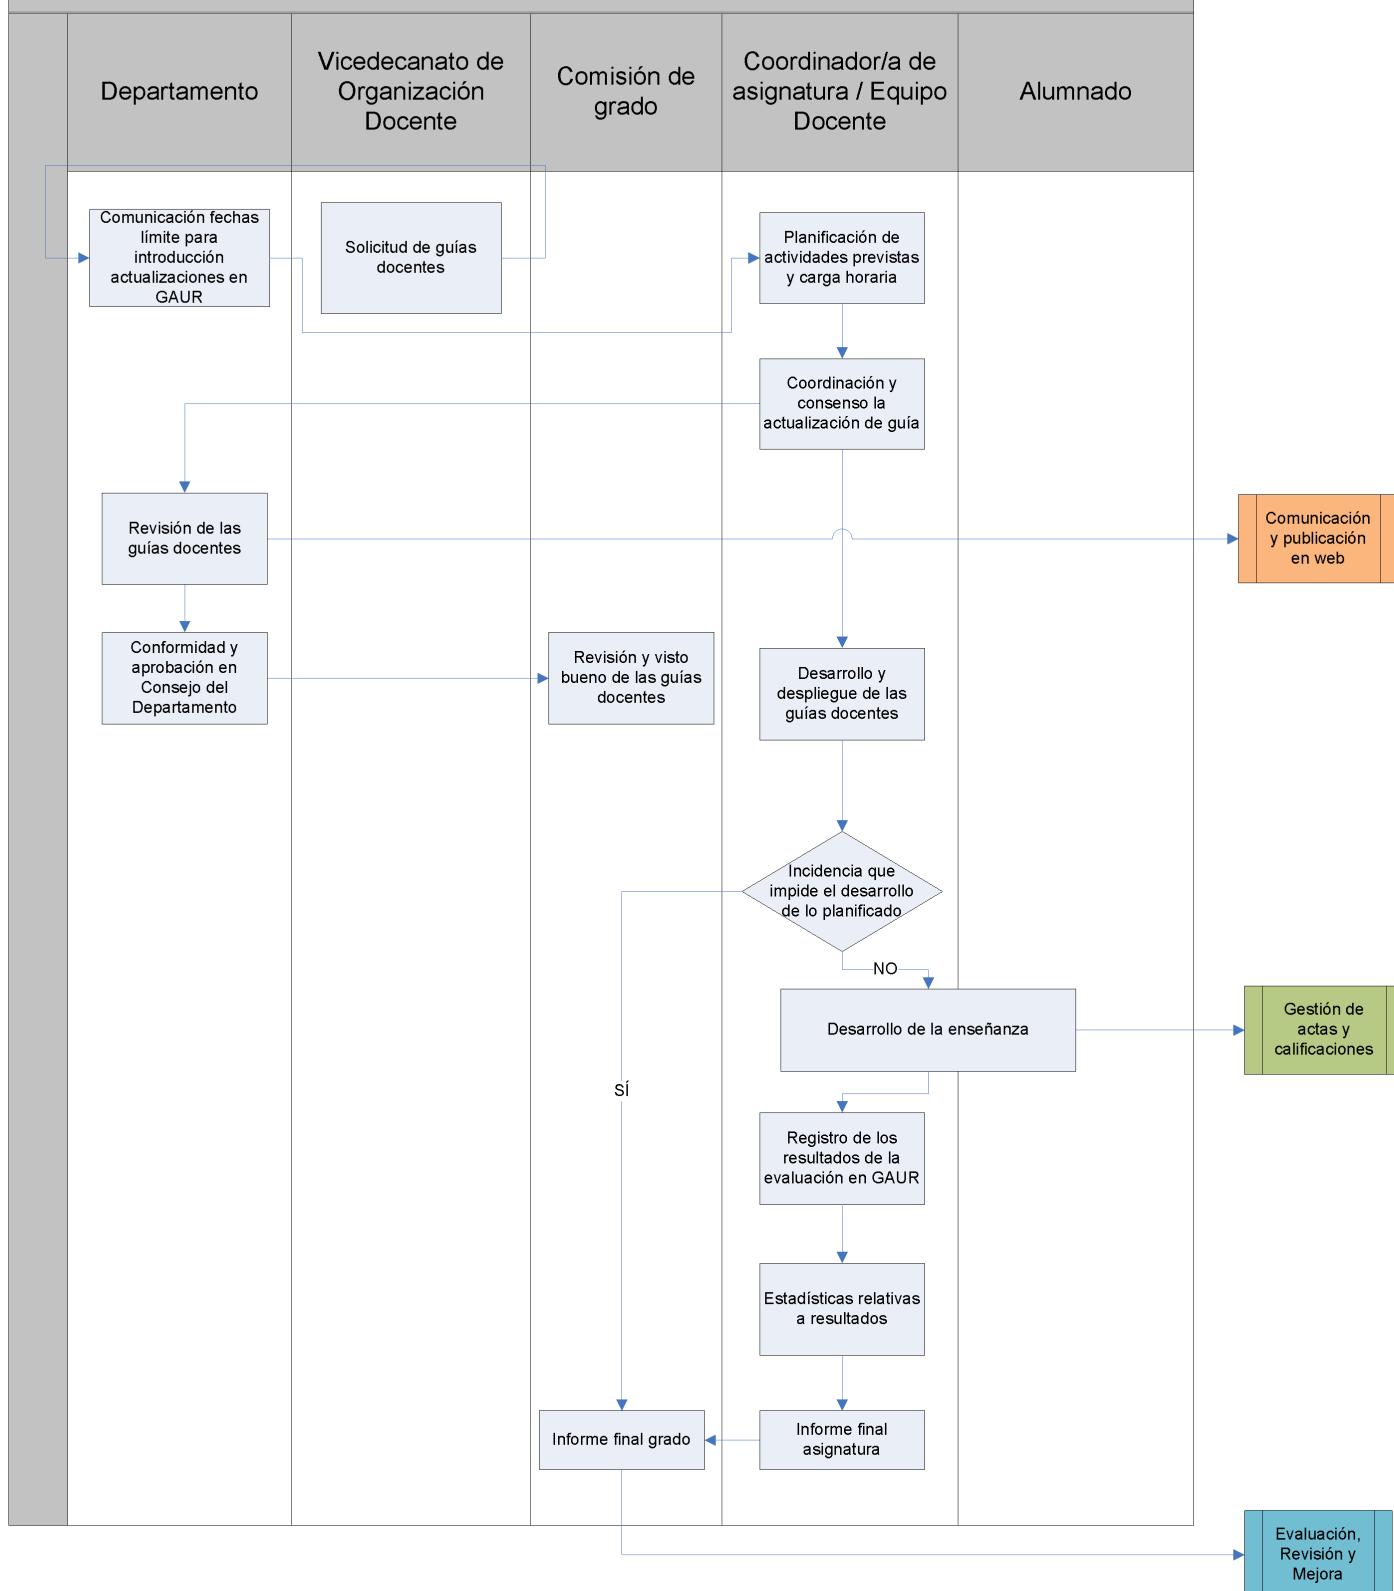 Departamento
Vicedecanato de
Organización
Docente
Comisión de
grado
Coordinador/a de
asignatura / Equipo
Docente
Alumnado
Comunicación fechas
límite para
introducción
actualizaciones en
GAUR
Solicitud de guías
docentes
Planificación de
actividades previstas
y carga horaria
Coordinación y
consenso la
actualización de guía
Revisión de las
guías docentes
Comunicación
y publicación
en web
Conformidad y
aprobación en
Consejo del
Departamento
Revisión y visto
bueno de las guías
docentes
Desarrollo y
despliegue de las
guías docentes
Incidencia que
impide el desarrollo
de lo planificado
NO
Desarrollo de la enseñanza
Gestión de
actas y
calificaciones
SÍ
Registro de los
resultados de la
evaluación en GAUR
Estadísticas relativas
a resultados
Informe final grado
Informe final
asignatura
Evaluación,
Revisión y
Mejora